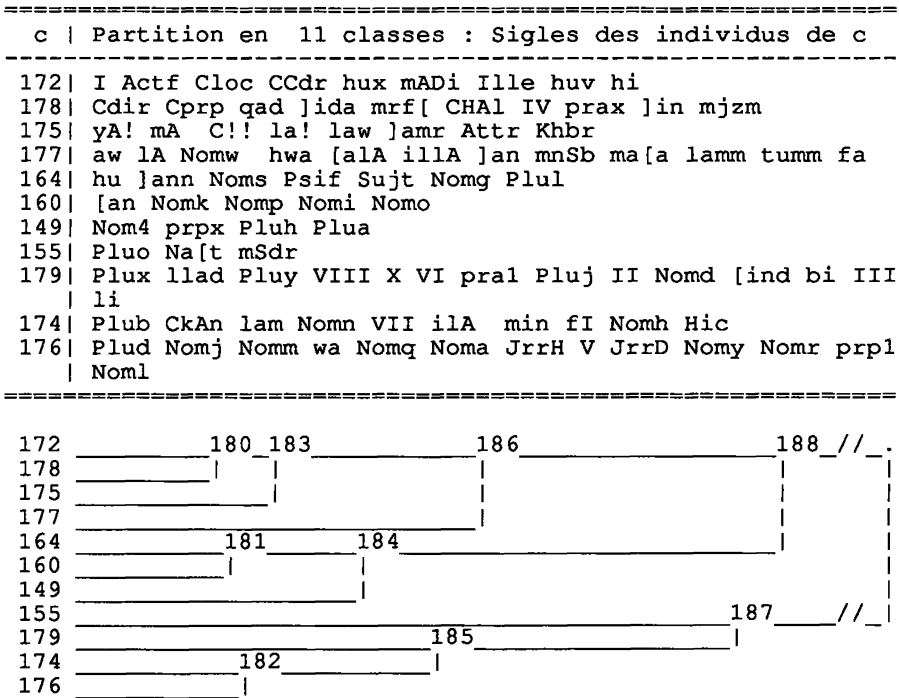 c | Partition en 11 classes : Sigles des individus de c
172| I Actf Cloc CCdr hux mADi Ille huv hi
178| Cdir Cprp qad ]ida mrf[ CHAl IV prax ]in mjzm
175| yA! mA C!! la! law ]amr Attr Khbr
177| aw lA Nomw hwa [alA illA ]an mnSb ma[a lamm tumm fa
164| hu ]ann Noms Psif Sujt Nomg Plul
160| [an Nomk Nomp Nomi Nomo
149| Nom4 prpx Pluh Plua
155| Pluo Na[t mSdr
179| Plux llad Pluy VIII X VI pra1 Pluj II Nomd [ind bi III
| li
174| Plub CkAn lam Nomn VII ilA min fI Nomh Hic
176| Plud Nomj Nomm wa Nomq Noma JrrH V JrrD Nomy Nomr prp1
| Noml
172 180 183 186 188 // .
178
175
177
164 181 184
160
149
155 187 //
179 185
174 182
176